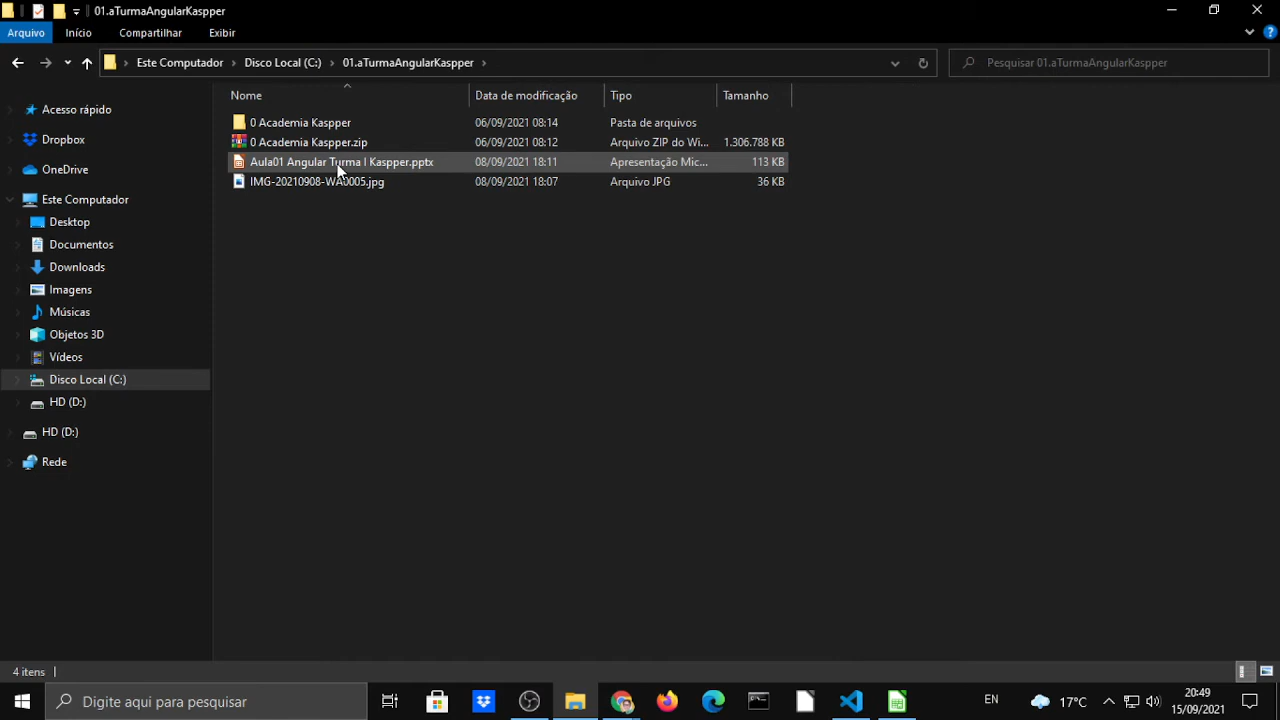 01.aTurmaAngularKaspper
Arquivo Início Compartilhar Exibir
Este Computador Disco Local (C:) 01.aTurmaAngularKaspper
Pesquisar 01.aTurmaAngularKaspper
Nome Data de modificação Tipo Tamanho
0 Academia Kaspper 06/09/2021 08:14 Pasta de arquivos
0 Academia Kaspper.zip 06/09/2021 08:12 Arquivo ZIP do Wi... 1.306.788 KB
Aula01 Angular Turma I Kaspper.pptx 08/09/2021 18:11 Apresentação Mic... 113 KB
IMG-20210908-WA0005.jpg 08/09/2021 18:07 Arquivo JPG 36 KB
Acesso rápido
Dropbox
OneDrive
Este Computador
Desktop
Documentos
Downloads
Imagens
Músicas
Objetos 3D
Vídeos
Disco Local (C:)
HD (D:)
HD (D:)
Rede
4 itens
Digite aqui para pesquisar
EN
17°C
20:49
15/09/2021